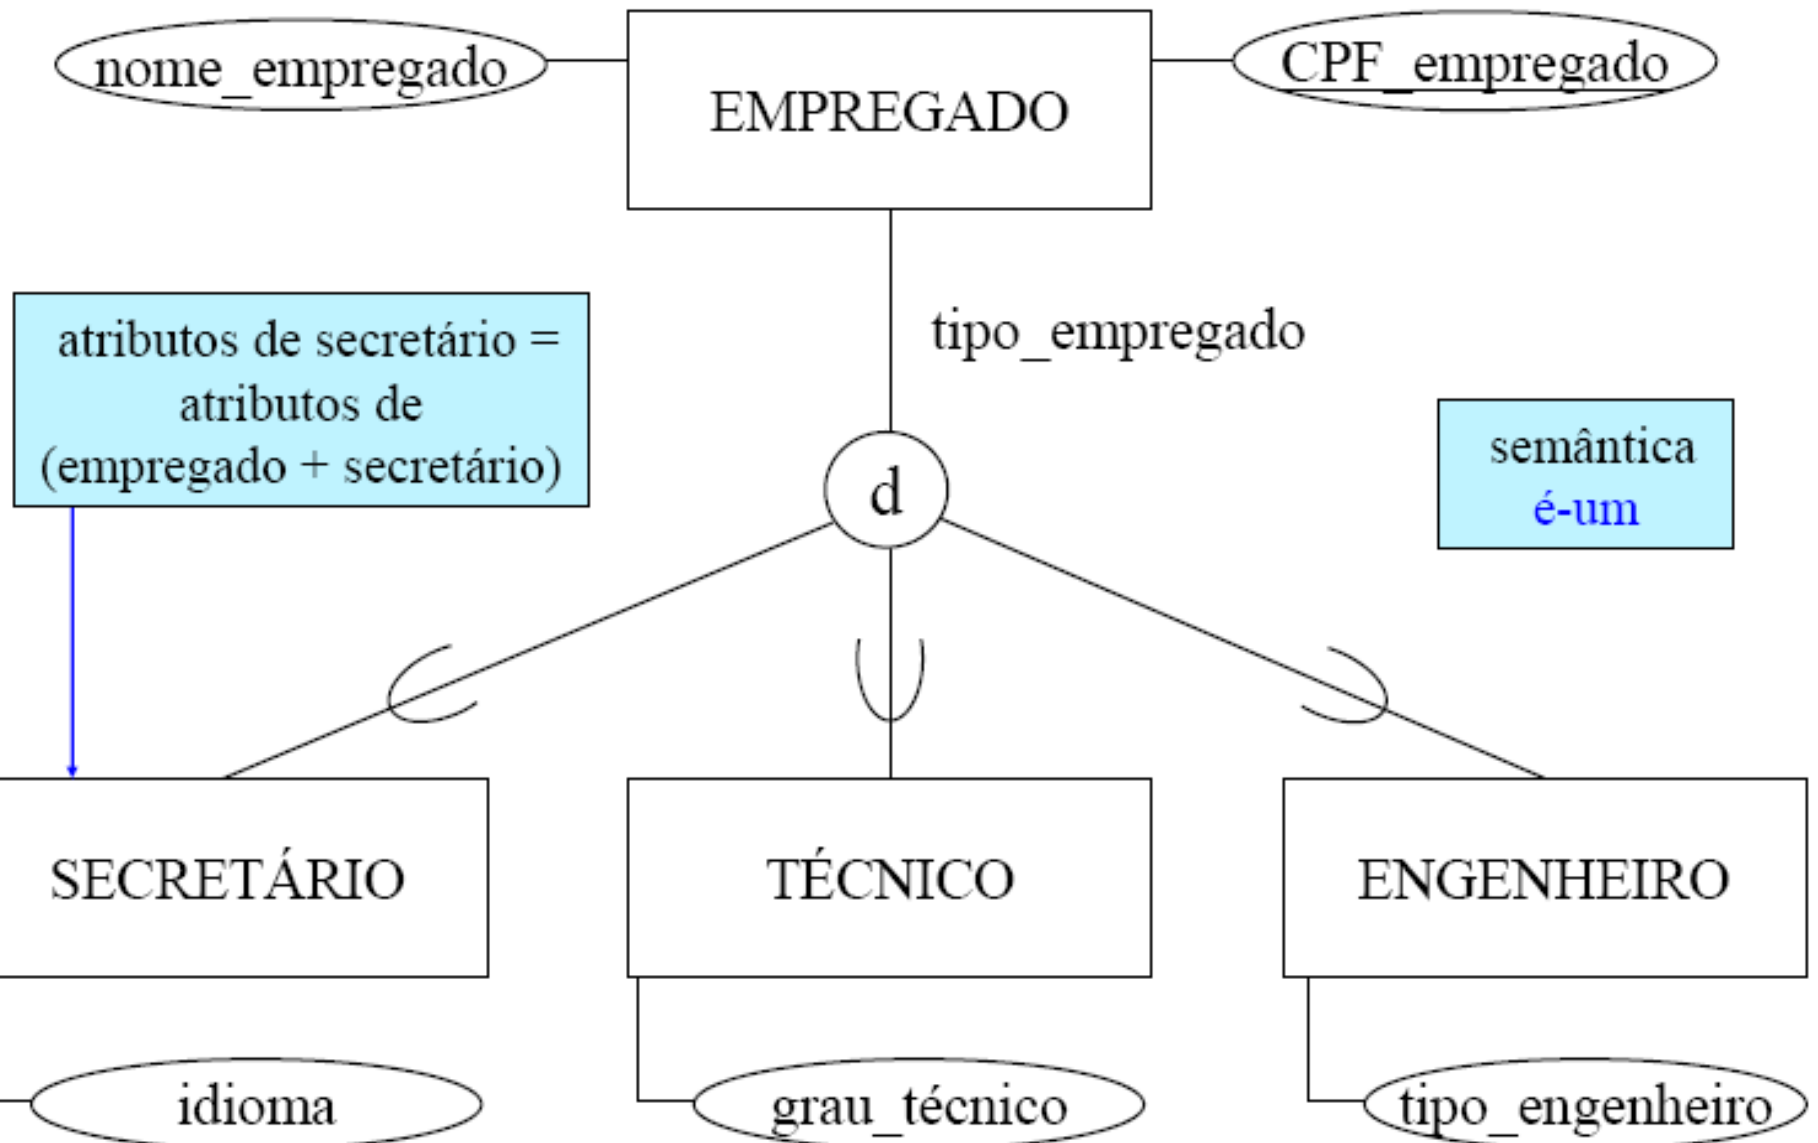 nome_empregado
CPF_empregado
EMPREGADO
atributos de secretário =
atributos de
(empregado + secretário)
tipo_empregado
semântica
é-um
d
SECRETÁRIO
TÉCNICO
ENGENHEIRO
idioma
grau_técnico
tipo_engenheiro